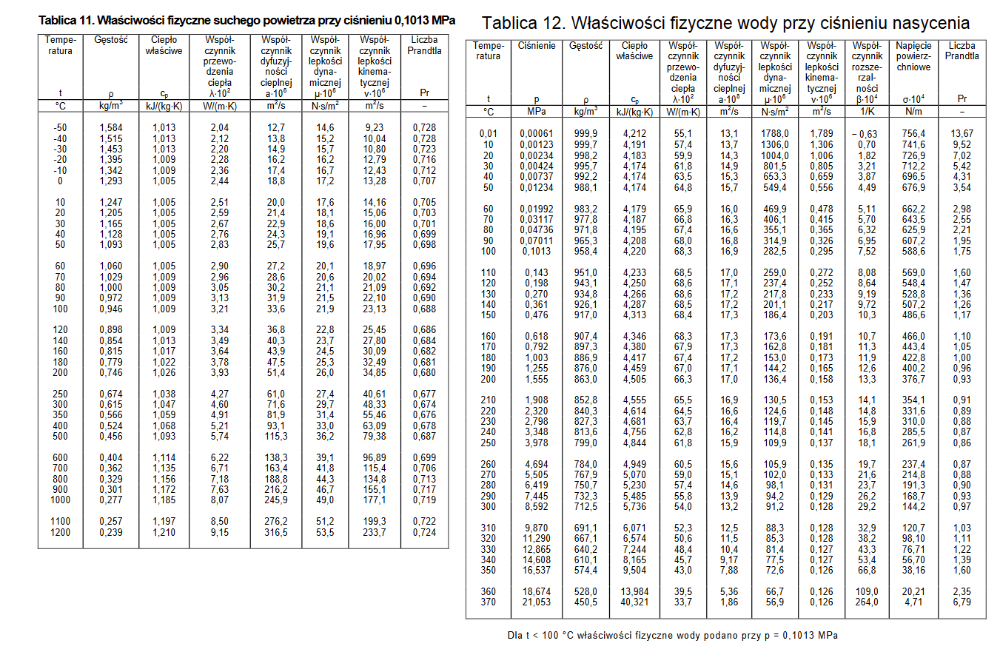 Tablica 11. Właściwości fizyczne suchego powietrza przy ciśnieniu 0,1013 MPa
Tempe-ratura Gęstość Ciepło właściwe Współ-czynnik przewo-dzenia ciepła Współ-czynnik dyfuzyj-ności cieplnej Współ-czynnik lepkości dyna-micznej Współ-czynnik lepkości kinema-tycznej Liczba Prandtla
t ρ cₚ λ·10² a·10⁶ μ·10⁶ ν·10⁶ Pr
°C kg/m³ kJ/(kg·K) W/(m·K) m²/s N·s/m² m²/s –
-50 1,584 1,013 2,04 12,7 14,6 9,23 0,728
-40 1,515 1,013 2,12 13,8 15,2 10,04 0,728
-30 1,453 1,013 2,20 14,9 15,7 10,80 0,723
-20 1,395 1,009 2,28 16,2 16,2 12,79 0,716
-10 1,342 1,009 2,36 17,4 16,7 12,43 0,712
0 1,293 1,005 2,44 18,8 17,2 13,28 0,707
10 1,247 1,005 2,51 20,0 17,6 14,16 0,705
20 1,205 1,005 2,59 21,4 18,1 15,06 0,703
30 1,165 1,005 2,67 22,9 18,6 16,00 0,701
40 1,128 1,005 2,76 24,3 19,1 16,96 0,699
50 1,093 1,005 2,83 25,7 19,6 17,95 0,698
60 1,060 1,005 2,90 27,2 20,1 18,97 0,696
70 1,029 1,009 2,96 28,6 20,6 20,02 0,694
80 1,000 1,009 3,05 30,2 21,1 21,09 0,692
90 0,972 1,009 3,13 31,9 21,5 22,10 0,690
100 0,946 1,009 3,21 33,6 21,9 23,13 0,688
120 0,898 1,009 3,34 36,8 22,8 25,45 0,686
140 0,854 1,013 3,49 40,3 23,7 27,80 0,684
160 0,815 1,017 3,64 43,9 24,5 30,09 0,682
180 0,779 1,022 3,78 47,5 25,3 32,49 0,681
200 0,746 1,026 3,93 51,4 26,0 34,85 0,680
250 0,674 1,038 4,27 61,0 27,4 40,61 0,677
300 0,615 1,047 4,60 71,6 29,7 48,33 0,674
350 0,566 1,059 4,91 81,9 31,4 55,46 0,676
400 0,524 1,068 5,21 93,1 33,0 63,09 0,678
500 0,456 1,093 5,74 115,3 36,2 79,38 0,687
600 0,404 1,114 6,22 138,3 39,1 96,89 0,699
700 0,362 1,135 6,71 163,4 41,8 115,4 0,706
800 0,329 1,156 7,18 188,8 44,3 134,8 0,713
900 0,301 1,172 7,63 216,2 46,7 155,1 0,717
1000 0,277 1,185 8,07 245,9 49,0 177,1 0,719
1100 0,257 1,197 8,50 276,2 51,2 199,3 0,722
1200 0,239 1,210 9,15 316,5 53,5 233,7 0,724
Tablica 12. Właściwości fizyczne wody przy ciśnieniu nasycenia
Tempe-ratura Ciśnienie Gęstość Ciepło właściwe Współ-czynnik przewo-dzenia ciepła Współ-czynnik dyfuzyj-ności cieplnej Współ-czynnik lepkości dyna-micznej Współ-czynnik lepkości kinema-tycznej Współ-czynnik rozsze-rzal-ności Napięcie powierz-chniowe Liczba Prandtla
t p ρ cₚ λ·10² a·10⁸ μ·10⁶ ν·10⁶ β·10⁴ σ·10⁴ Pr
°C MPa kg/m³ kJ/(kg·K) W/(m·K) m²/s N·s/m² m²/s 1/K N/m –
0,01 0,00061 999,9 4,212 55,1 13,1 1788,0 1,789 – 0,63 756,4 13,67
10 0,00123 999,7 4,191 57,4 13,7 1306,0 1,306 0,70 741,6 9,52
20 0,00234 998,2 4,183 59,9 14,3 1004,0 1,006 1,82 726,9 7,02
30 0,00424 995,7 4,174 61,8 14,9 801,5 0,805 3,21 712,2 5,42
40 0,00737 992,2 4,174 63,5 15,3 653,3 0,659 3,87 696,5 4,31
50 0,01234 988,1 4,174 64,8 15,7 549,4 0,556 4,49 676,9 3,54
60 0,01992 983,2 4,179 65,9 16,0 469,9 0,478 5,11 662,2 2,98
70 0,03117 977,8 4,187 66,8 16,3 406,1 0,415 5,70 643,5 2,55
80 0,04736 971,8 4,195 67,4 16,6 355,1 0,365 6,32 625,9 2,21
90 0,07011 965,3 4,208 68,0 16,8 314,9 0,326 6,95 607,2 1,95
100 0,1013 958,4 4,220 68,3 16,9 282,5 0,295 7,52 588,6 1,75
110 0,143 951,0 4,233 68,5 17,0 259,0 0,272 8,08 569,0 1,60
120 0,198 943,1 4,250 68,6 17,1 237,4 0,252 8,64 548,4 1,47
130 0,270 934,8 4,266 68,6 17,2 217,8 0,233 9,19 528,8 1,36
140 0,361 926,1 4,287 68,5 17,2 201,1 0,217 9,72 507,2 1,26
150 0,476 917,0 4,313 68,4 17,3 186,4 0,203 10,3 486,6 1,17
160 0,618 907,4 4,346 68,3 17,3 173,6 0,191 10,7 466,0 1,10
170 0,792 897,3 4,380 67,9 17,3 162,8 0,181 11,3 443,4 1,05
180 1,003 886,9 4,417 67,4 17,2 153,0 0,173 11,9 422,8 1,00
190 1,255 876,0 4,459 67,0 17,1 144,2 0,165 12,6 400,2 0,96
200 1,555 863,0 4,505 66,3 17,0 136,4 0,158 13,3 376,7 0,93
210 1,908 852,8 4,555 65,5 16,9 130,5 0,153 14,1 354,1 0,91
220 2,320 840,3 4,614 64,5 16,6 124,6 0,148 14,8 331,6 0,89
230 2,798 827,3 4,681 63,7 16,4 119,7 0,145 15,9 310,0 0,88
240 3,348 813,6 4,756 62,8 16,2 114,8 0,141 16,8 285,5 0,87
250 3,978 799,0 4,844 61,8 15,9 109,9 0,137 18,1 261,9 0,86
260 4,694 784,0 4,949 60,5 15,6 105,9 0,135 19,7 237,4 0,87
270 5,505 767,9 5,070 59,0 15,1 102,0 0,133 21,6 214,8 0,88
280 6,419 750,7 5,230 57,4 14,6 98,1 0,131 23,7 191,3 0,90
290 7,445 732,3 5,485 55,8 13,9 94,2 0,129 26,2 168,7 0,93
300 8,592 712,5 5,736 54,0 13,2 91,2 0,128 29,2 144,2 0,97
310 9,870 691,1 6,071 52,3 12,5 88,3 0,128 32,9 120,7 1,03
320 11,290 667,1 6,574 50,6 11,5 85,3 0,128 38,2 98,10 1,11
330 12,865 640,2 7,244 48,4 10,4 81,4 0,127 43,3 76,71 1,22
340 14,608 610,1 8,165 45,7 9,17 77,5 0,127 53,4 56,70 1,39
350 16,537 574,4 9,504 43,0 7,88 72,6 0,126 66,8 38,16 1,60
360 18,674 528,0 13,984 39,5 5,36 66,7 0,126 109,0 20,21 2,35
370 21,053 450,5 40,321 33,7 1,86 56,9 0,126 264,0 4,71 6,79
Dla t < 100 °C właściwości fizyczne wody podano przy p = 0,1013 MPa